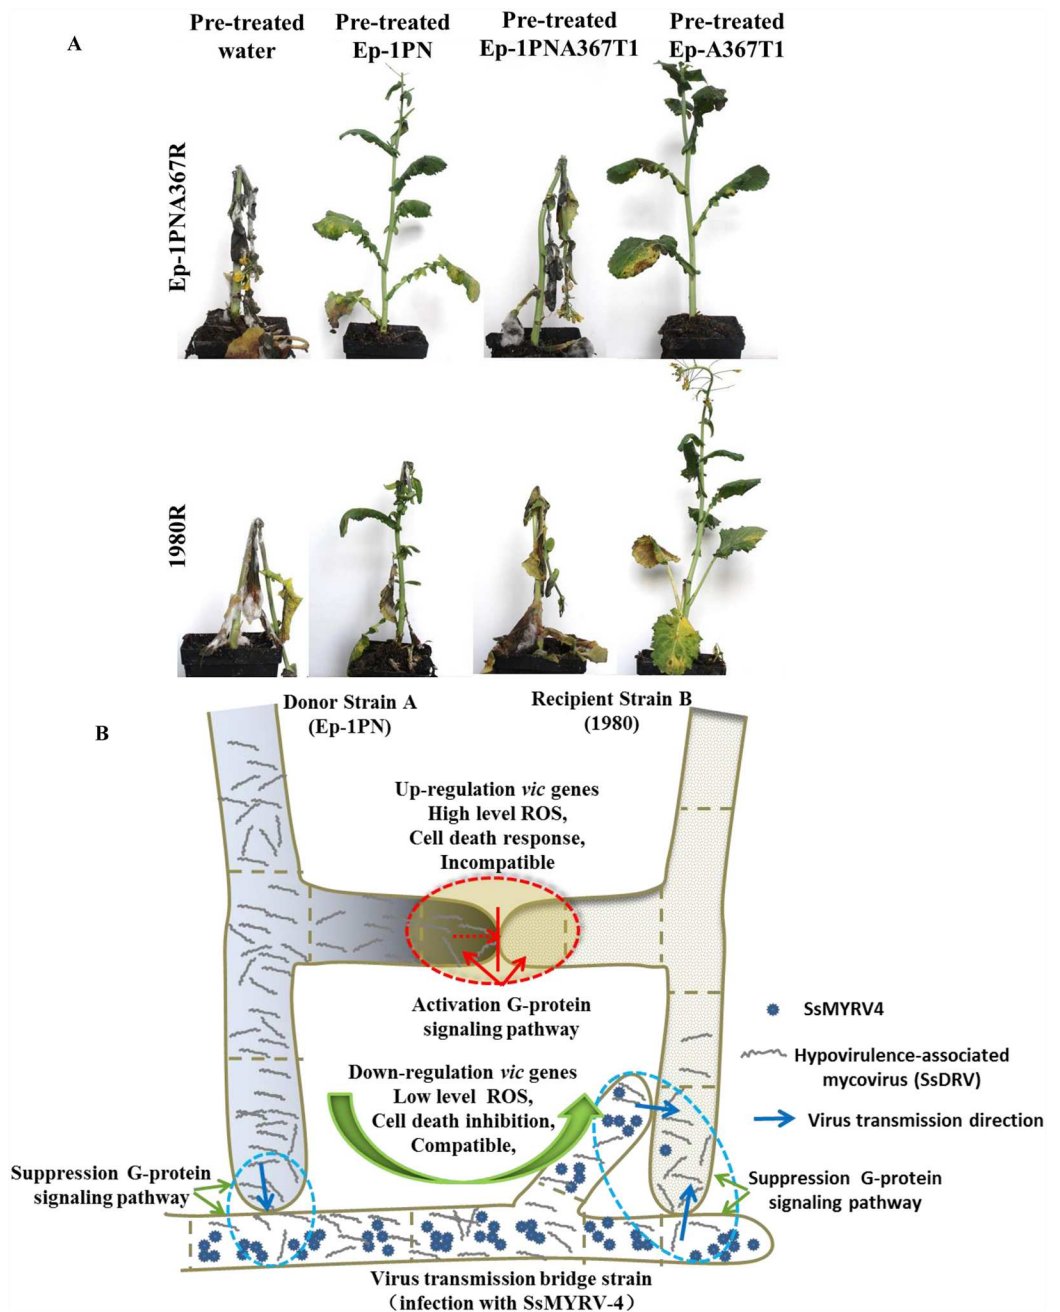 A
Pre-treated
water
Pre-treated
Ep-1PN
Pre-treated
Ep-1PNA367T1
Pre-treated
Ep-A367T1
Ep-1PNA367R
1980R
B
Donor Strain A
(Ep-1PN)
Recipient Strain B
(1980)
Up-regulation vic genes
High level ROS,
Cell death response,
Incompatible
Activation G-protein
signaling pathway
SsMYRV4
Hypovirulence-associated
mycovirus (SsDRV)
Virus transmission direction
Down-regulation vic genes
Low level ROS,
Cell death inhibition,
Compatible,
Suppression G-protein
signaling pathway
Suppression G-protein
signaling pathway
Virus transmission bridge strain
(infection with SsMYRV-4)